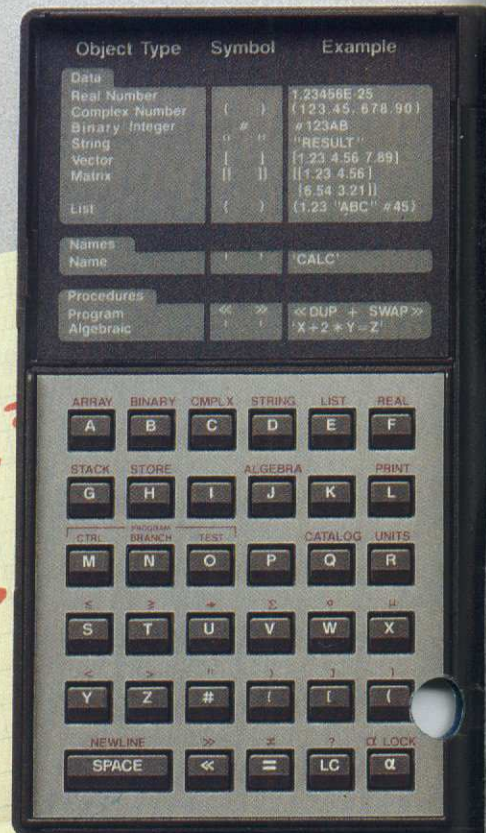 Object Type Symbol Example
Data
Real Number 1.23456E-25
Complex Number ( ) (123.45, 678.90)
Binary Integer # #123AB
String " " "RESULT"
Vector [ ] [1.23 4.56 7.89]
Matrix [[ ]] [[1.23 4.56]
[6.54 3.21]]
List { } {1.23 "ABC" #45}
Names
Name ' ' 'CALC'
Procedures
Program « » «DUP + SWAP»
Algebraic ' ' 'X+2*Y=Z'
ARRAY BINARY CMPLX STRING LIST REAL
A B C D E F
STACK STORE ALGEBRA PRINT
G H I J K L
PROGRAM
CTRL BRANCH TEST CATALOG UNITS
M N O P Q R
≤ ≥ → Σ ° μ
S T U V W X
< > " ) ] }
Y Z # ( [ {
NEWLINE » ≠ ? α LOCK
SPACE « = LC α